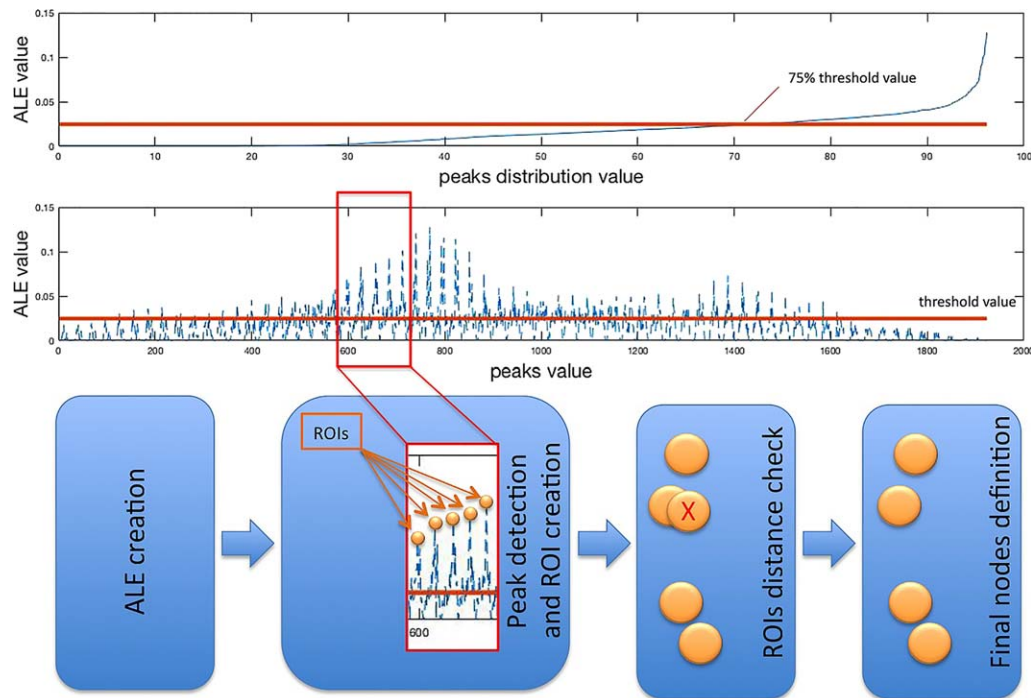 0.15
0.1
0.05
0
ALE value
75% threshold value
0 10 20 30 40 50 60 70 80 90 100
peaks distribution value
0.15
0.1
0.05
0
ALE value
threshold value
0 200 400 600 800 1000 1200 1400 1600 1800 2000
peaks value
ALE creation
ROIs
600
Peak detection
and ROI creation
X
ROIs distance check
Final nodes definition